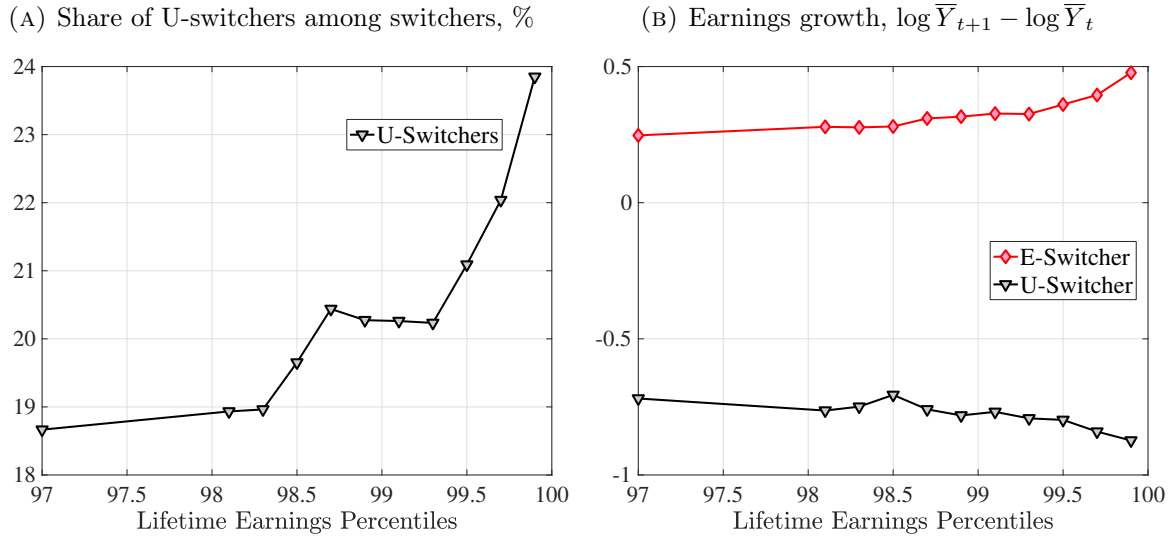 (A) Share of U-switchers among switchers, %
24
23
22
21
20
19
18
U-Switchers
97 97.5 98 98.5 99 99.5 100
Lifetime Earnings Percentiles
(B) Earnings growth, log Y̅ₜ₊₁ − log Y̅ₜ
0.5
0
-0.5
-1
E-Switcher
U-Switcher
97 97.5 98 98.5 99 99.5 100
Lifetime Earnings Percentiles